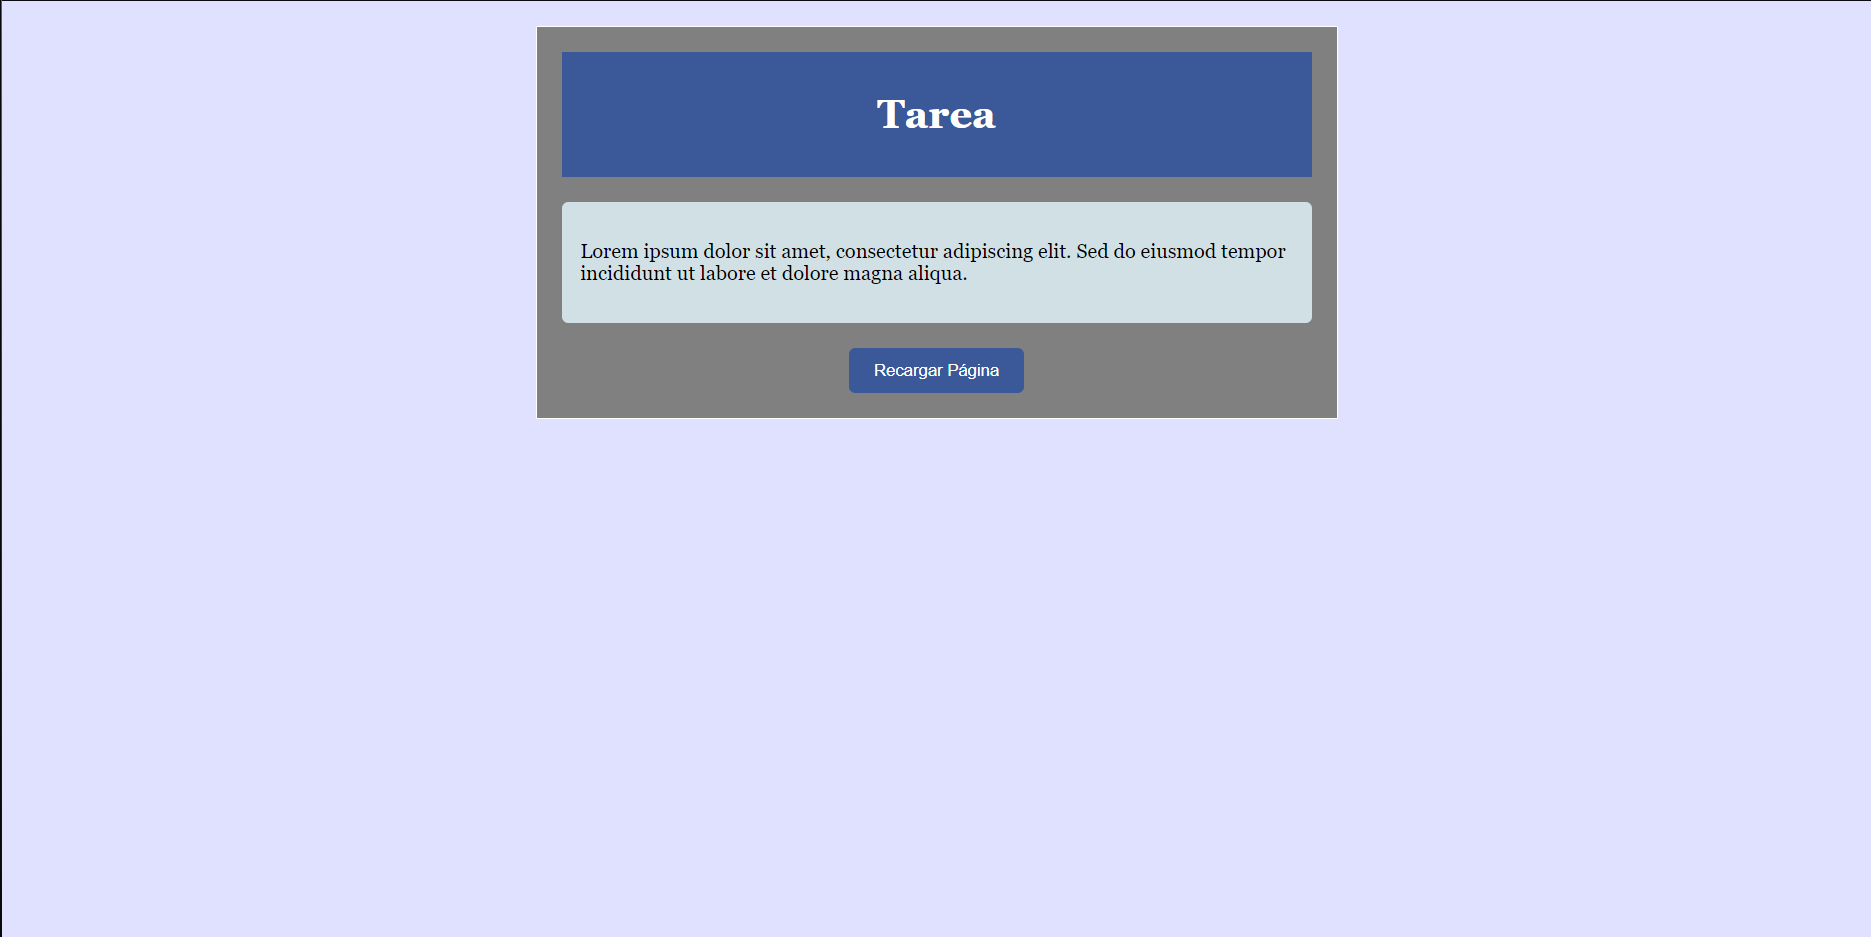 Tarea
Lorem ipsum dolor sit amet, consectetur adipiscing elit. Sed do eiusmod tempor
incididunt ut labore et dolore magna aliqua.
Recargar Página